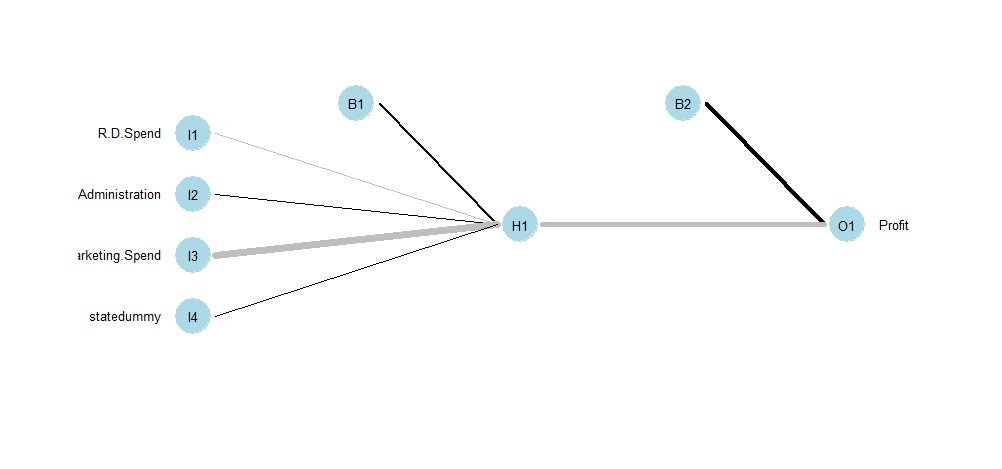 B1
B2
R.D.Spend I1
Administration I2
H1
O1 Profit
arketing.Spend I3
statedummy I4